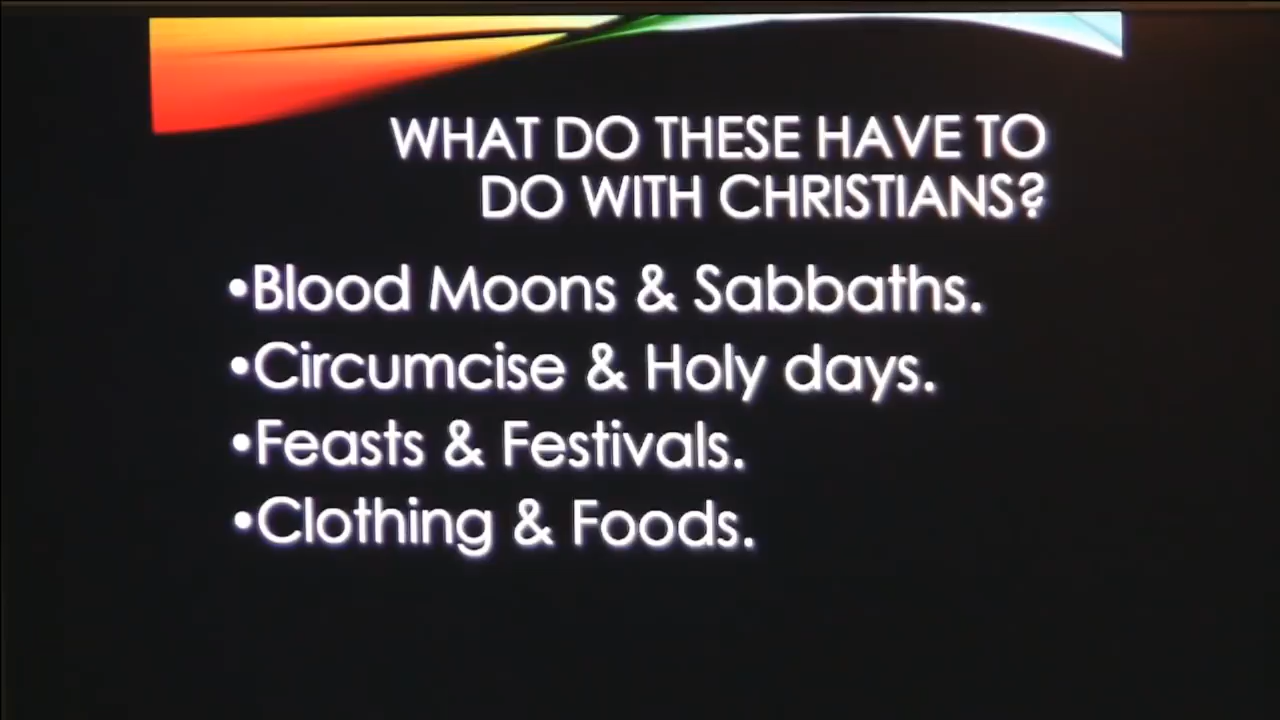 WHAT DO THESE HAVE TO
DO WITH CHRISTIANS?
•Blood Moons & Sabbaths.
•Circumcise & Holy days.
•Feasts & Festivals.
•Clothing & Foods.